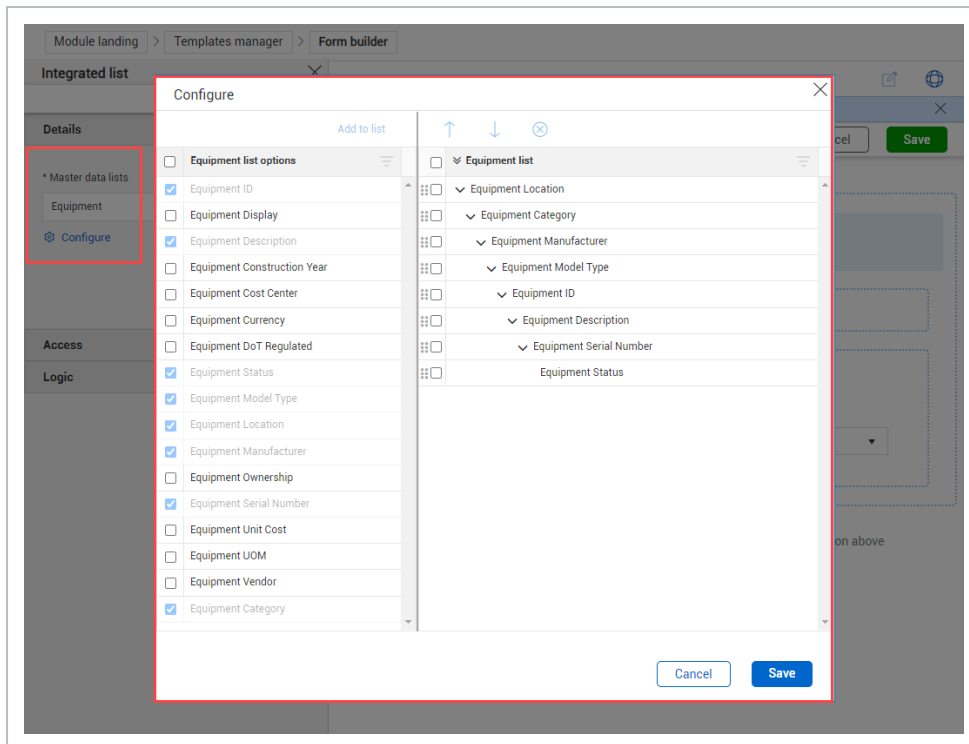 Module landing > Templates manager > Form builder
Integrated list
Configure
Details
Add to list
cel
Save
Equipment list options
Equipment list
* Master data lists
Equipment
Configure
Equipment ID
Equipment Display
Equipment Description
Equipment Construction Year
Equipment Cost Center
Equipment Currency
Equipment DoT Regulated
Equipment Status
Equipment Model Type
Equipment Location
Equipment Manufacturer
Equipment Ownership
Equipment Serial Number
Equipment Unit Cost
Equipment UOM
Equipment Vendor
Equipment Category
Equipment Location
Equipment Category
Equipment Manufacturer
Equipment Model Type
Equipment ID
Equipment Description
Equipment Serial Number
Equipment Status
Access
Logic
on above
Cancel
Save